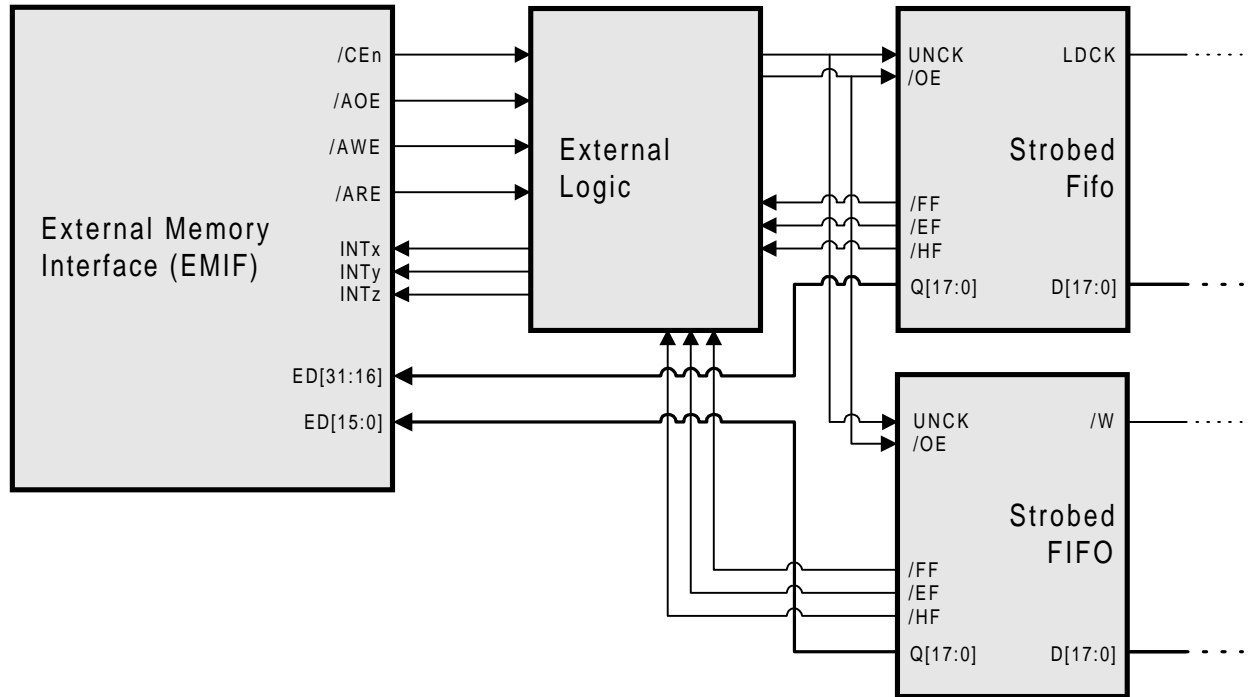 External Memory
Interface (EMIF)
/CEn
/AOE
/AWE
/ARE
INTx
INTy
INTz
ED[31:16]
ED[15:0]
External
Logic
UNCK
/OE
LDCK
Strobed
Fifo
/FF
/EF
/HF
Q[17:0]
D[17:0]
UNCK
/OE
/W
Strobed
FIFO
/FF
/EF
/HF
Q[17:0]
D[17:0]